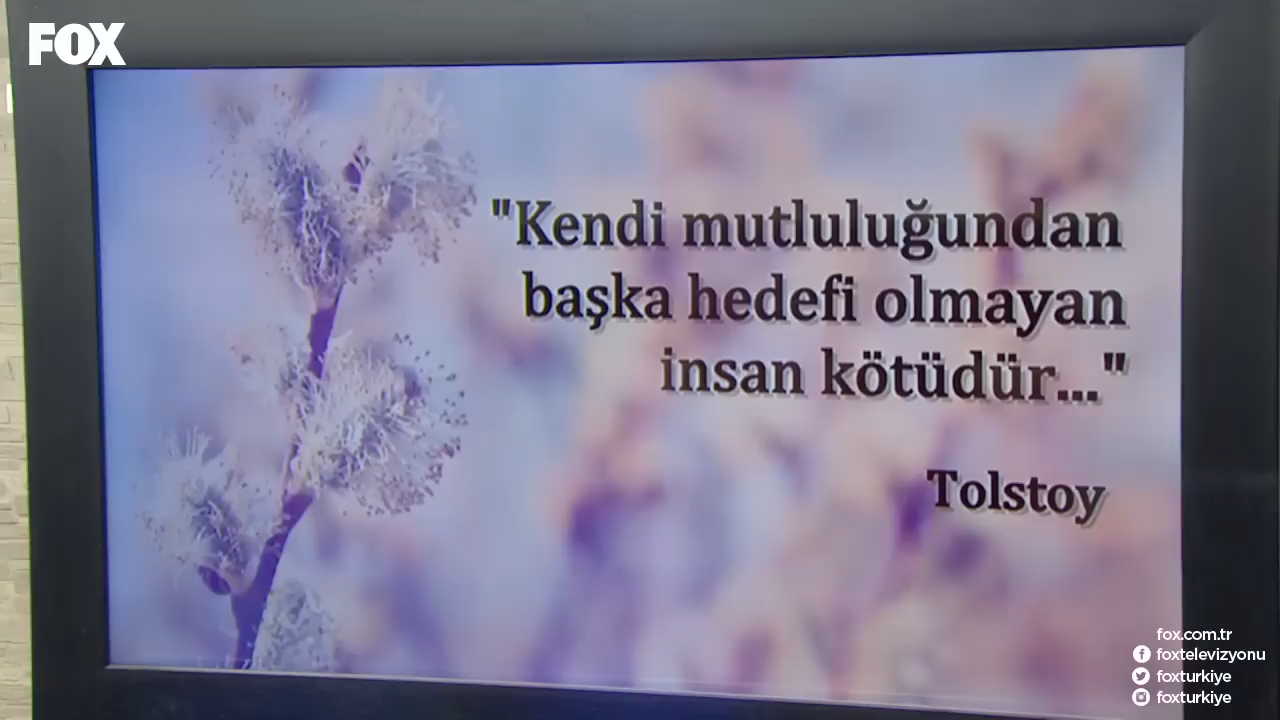 FOX
"Kendi mutluluğundan
başka hedefi olmayan
insan kötüdür..."
Tolstoy
fox.com.tr
foxtelevizyonu
foxturkiye
foxturkiye